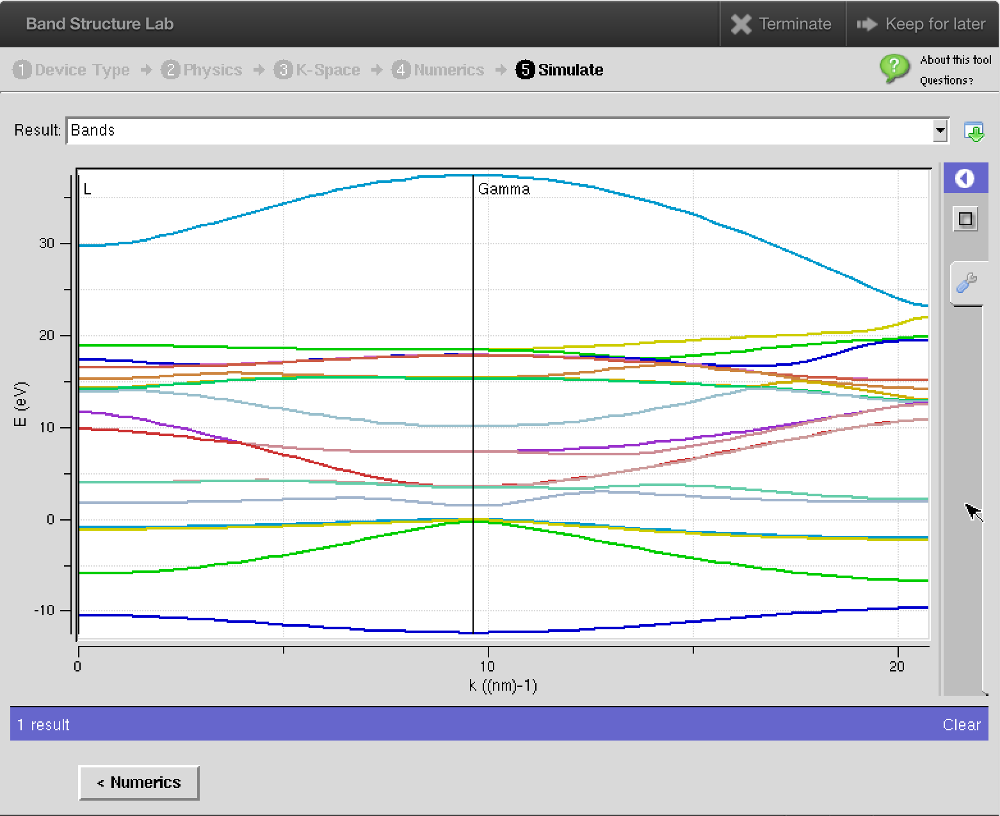 Band Structure Lab
Terminate
Keep for later
1 Device Type
2 Physics
3 K-Space
4 Numerics
5 Simulate
?
About this tool
Questions?
Result: Bands
L
Gamma
30
20
10
0
-10
E (eV)
0
10
20
k ((nm)-1)
1 result
Clear
< Numerics